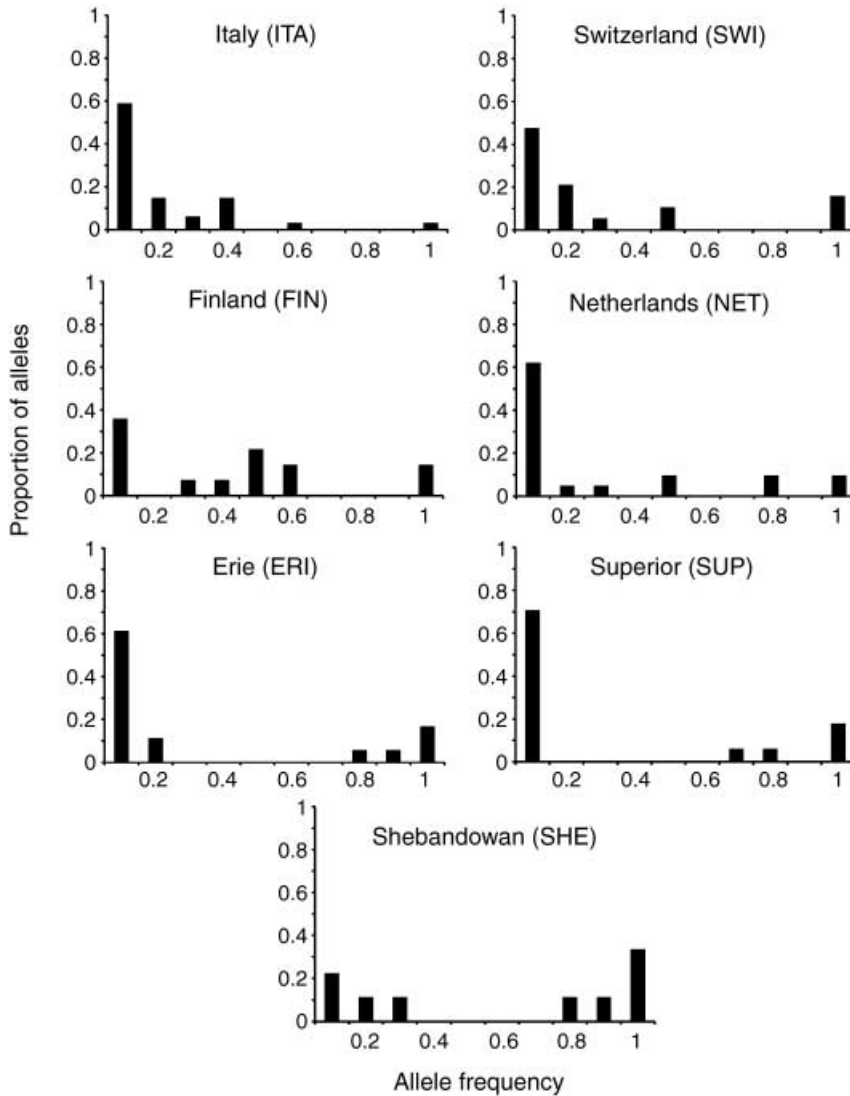 Italy (ITA)
1
0.8
0.6
0.4
0.2
0
0.2 0.4 0.6 0.8 1
Switzerland (SWI)
1
0.8
0.6
0.4
0.2
0
0.2 0.4 0.6 0.8 1
Proportion of alleles
Finland (FIN)
1
0.8
0.6
0.4
0.2
0
0.2 0.4 0.6 0.8 1
Netherlands (NET)
1
0.8
0.6
0.4
0.2
0
0.2 0.4 0.6 0.8 1
Erie (ERI)
1
0.8
0.6
0.4
0.2
0
0.2 0.4 0.6 0.8 1
Superior (SUP)
1
0.8
0.6
0.4
0.2
0
0.2 0.4 0.6 0.8 1
Shebandowan (SHE)
1
0.8
0.6
0.4
0.2
0
0.2 0.4 0.6 0.8 1
Allele frequency